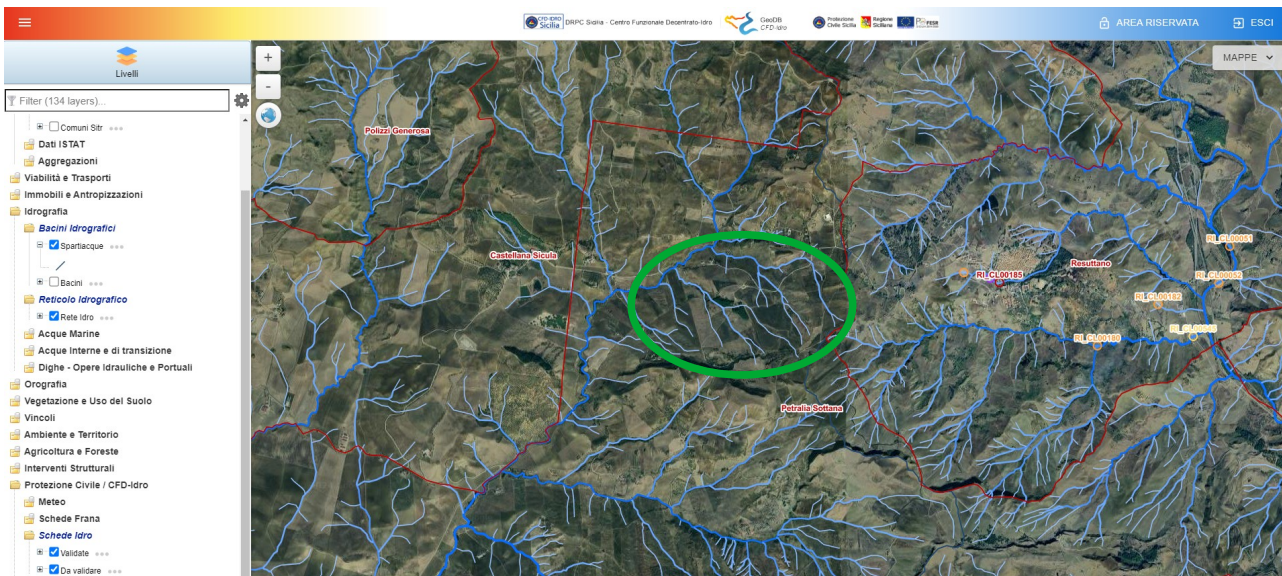 CFD-IDRO
Sicilia
DRPC Sicilia - Centro Funzionale Decentrato-Idro
GeoDB
CFD-Idro
Protezione
Civile Sicilia
Regione
Siciliana
PO FESR
AREA RISERVATA
ESCI
Livelli
Filter (134 layers)...
Comuni Sitr
Dati ISTAT
Aggregazioni
Viabilità e Trasporti
Immobili e Antropizzazioni
Idrografia
Bacini Idrografici
Spartiacque
Bacini
Reticolo Idrografico
Rete Idro
Acque Marine
Acque Interne e di transizione
Dighe - Opere Idrauliche e Portuali
Orografia
Vegetazione e Uso del Suolo
Vincoli
Ambiente e Territorio
Agricoltura e Foreste
Interventi Strutturali
Protezione Civile / CFD-Idro
Meteo
Schede Frana
Schede Idro
Validate
Da validare
+
-
MAPPE
Polizzi Generosa
Castellana Sicula
RI_CL00051
Resuttano
RI_CL00185
RI_CL00052
RI_CL00182
RI_CL00180
Petralia Sottana